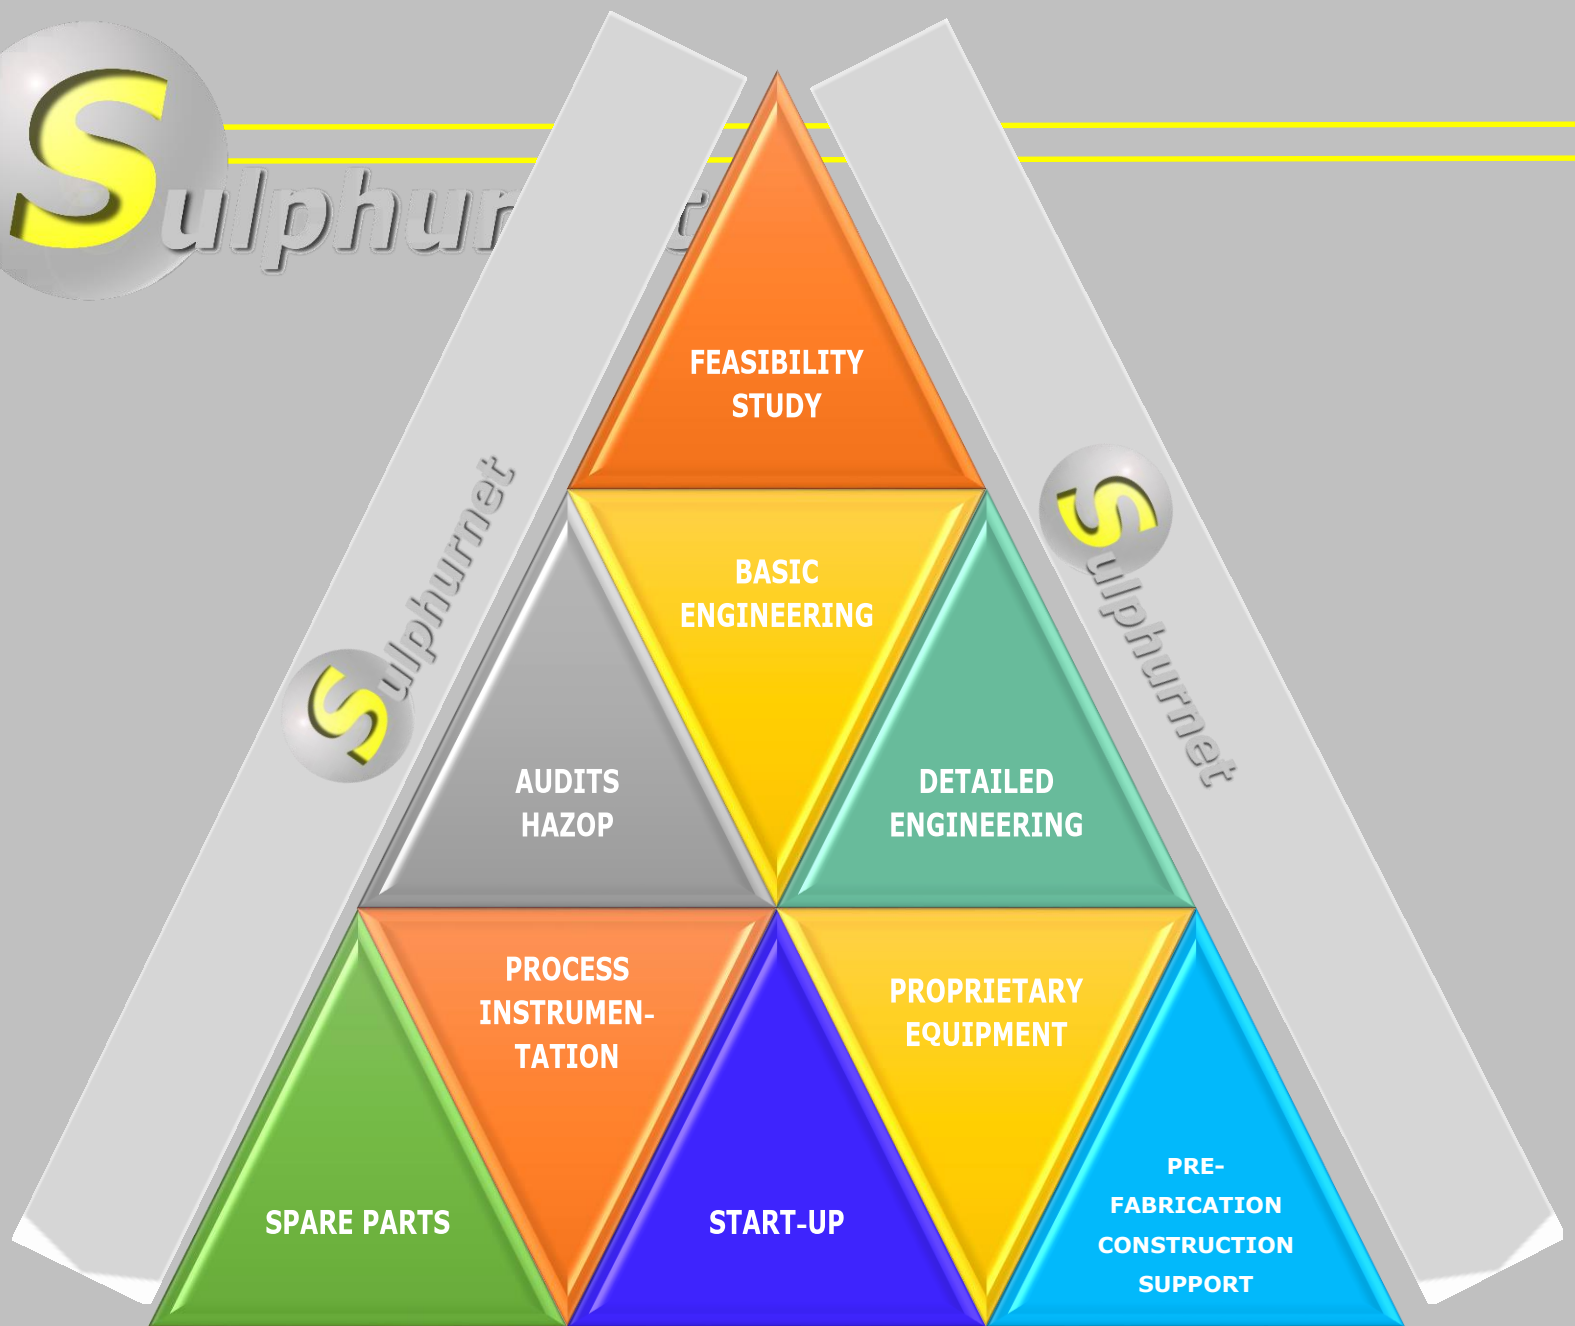 Sulphurnet
FEASIBILITY
STUDY
BASIC
ENGINEERING
Sulphurnet
Sulphurnet
AUDITS
HAZOP
DETAILED
ENGINEERING
PROCESS
INSTRUMEN-
TATION
PROPRIETARY
EQUIPMENT
SPARE PARTS
START-UP
PRE-
FABRICATION
CONSTRUCTION
SUPPORT